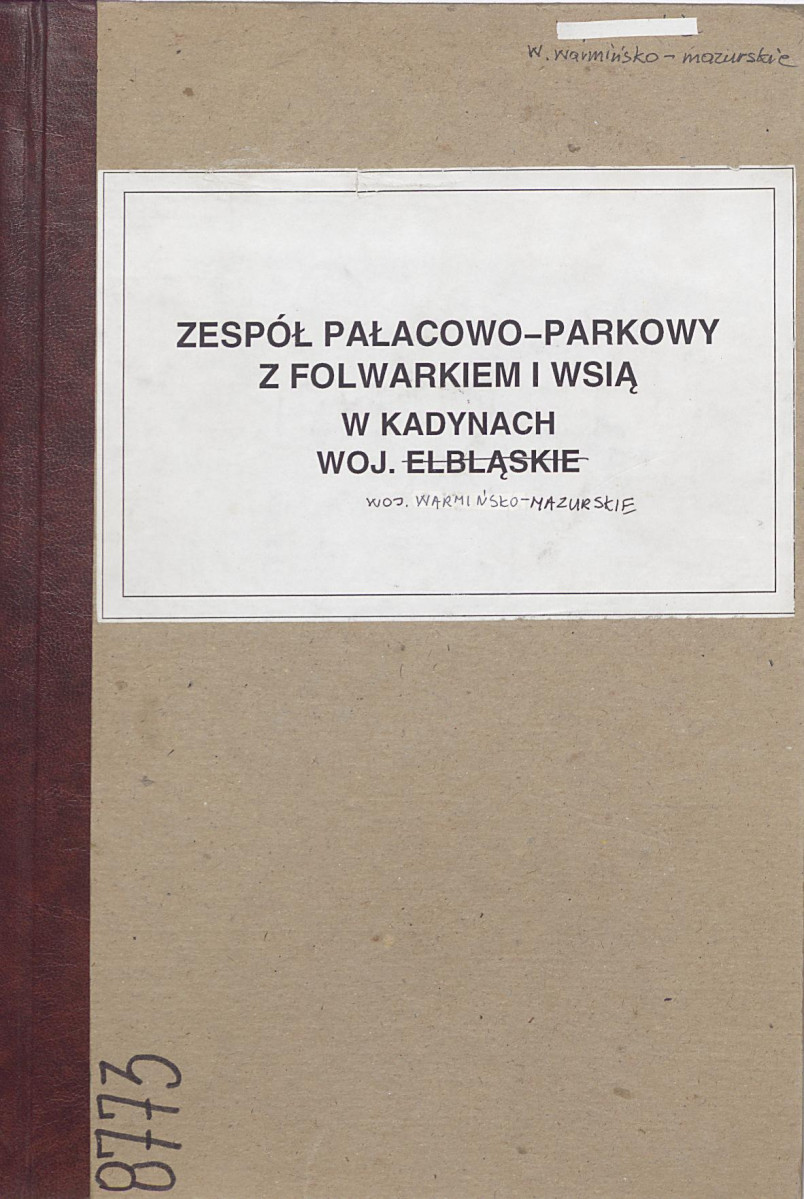 w. warmińsko - mazurskie
ZESPÓŁ PAŁACOWO–PARKOWY
Z FOLWARKIEM I WSIĄ
W KADYNACH
WOJ. ELBLĄSKIE
WOJ. WARMIŃSKO-MAZURSKIE
8773